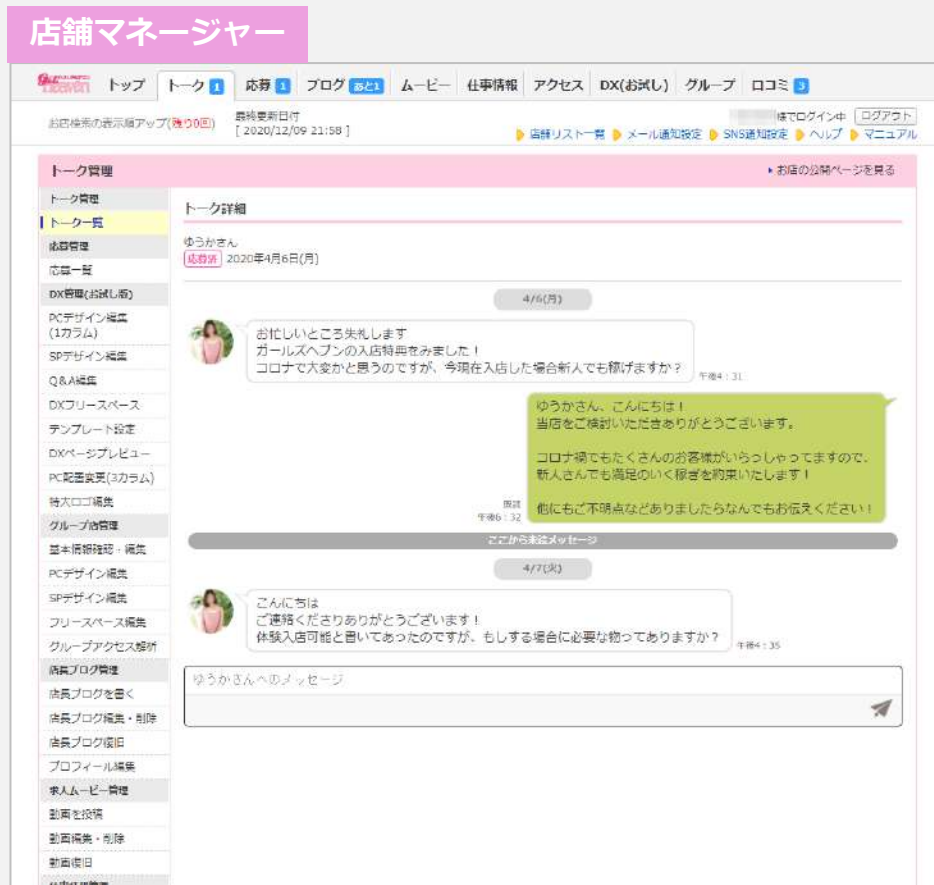 店舗マネージャー
Heaven トップ トーク 1 応募 1 ブログ あと1 ムービー 仕事情報 アクセス DX(お試し) グループ 口コミ 3
お店検索の表示順アップ(残り0回)
最終更新日付
[ 2020/12/09 21:58 ]
様でログイン中 ログアウト
店舗リスト一覧 メール通知設定 SNS通知設定 ヘルプ マニュアル
トーク管理
お店の公開ページを見る
トーク管理
トーク一覧
応募管理
応募一覧
DX管理(お試し版)
PCデザイン編集
(1カラム)
SPデザイン編集
Q&A編集
DXフリースペース
テンプレート設定
DXページプレビュー
PC配置変更(3カラム)
特大ロゴ編集
グループ店管理
基本情報確認・編集
PCデザイン編集
SPデザイン編集
フリースペース編集
グループアクセス解析
店長ブログ管理
店長ブログを書く
店長ブログ編集・削除
店長ブログ復旧
プロフィール編集
求人ムービー管理
動画を投稿
動画編集・削除
動画復旧
トーク詳細
ゆうかさん
応募済 2020年4月6日(月)
4/6(月)
お忙しいところ失礼します
ガールズヘブンの入店特典をみました！
コロナで大変かと思うのですが、今現在入店した場合新人でも稼げますか？
午後4：31
ゆうかさん、こんにちは！
当店をご検討いただきありがとうございます。
コロナ禍でもたくさんのお客様がいらっしゃってますので、
新人さんでも満足のいく稼ぎを約束いたします！
他にもご不明点などありましたらなんでもお伝えください！
既読
午後6：32
ここから未読メッセージ
4/7(火)
こんにちは
ご連絡くださりありがとうございます！
体験入店可能と書いてあったのですが、もしする場合に必要な物ってありますか？
午後4：35
ゆうかさんへのメッセージ